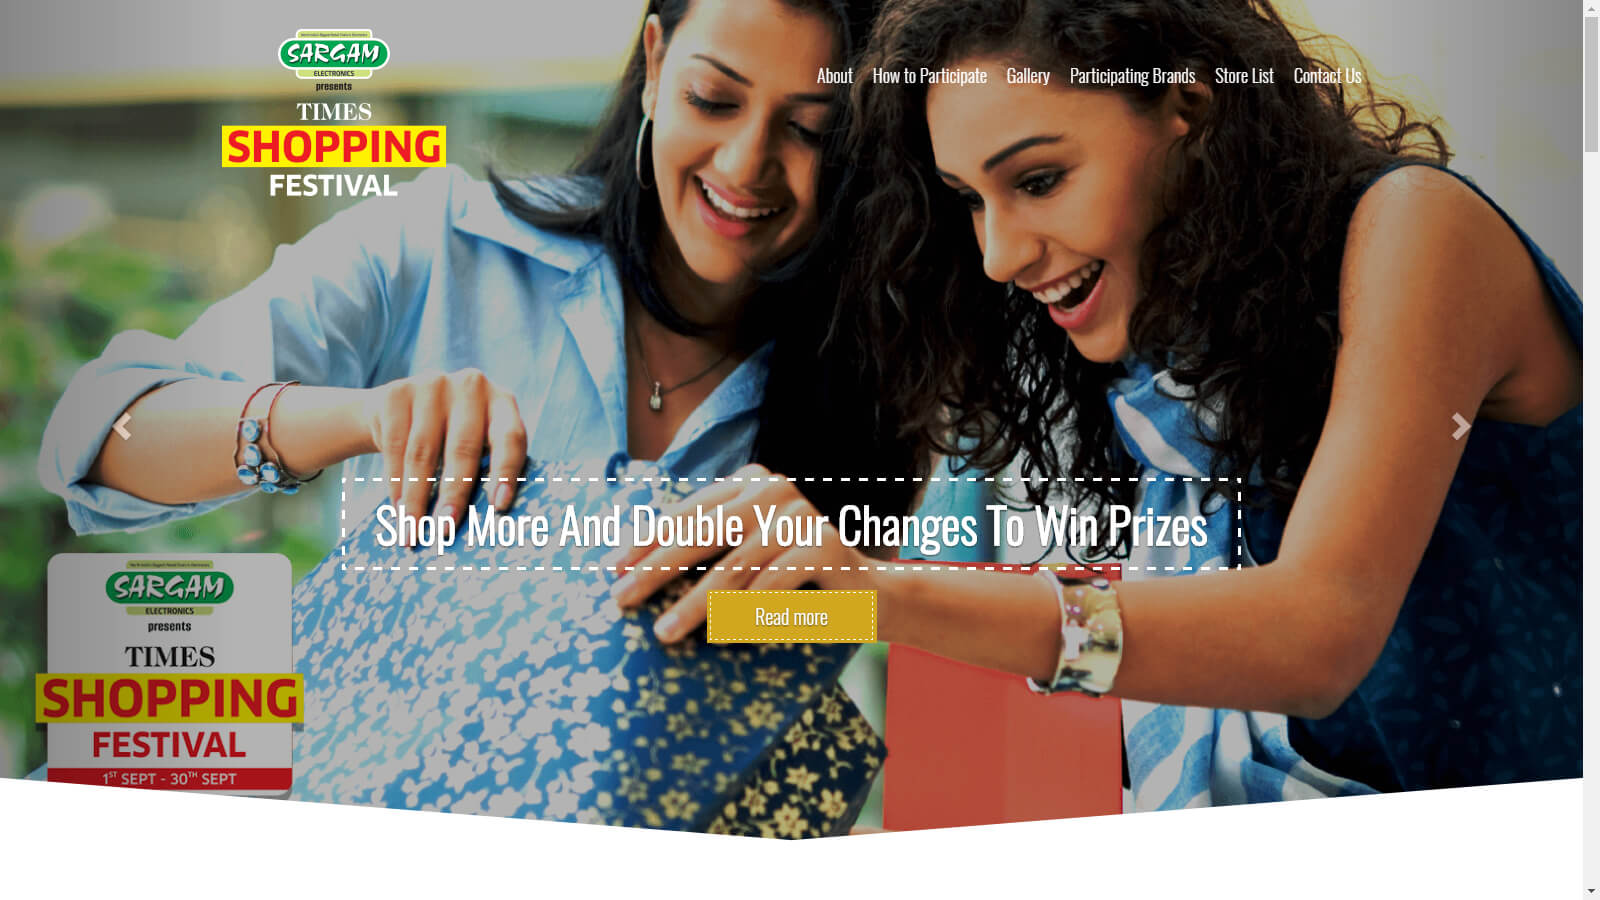 SARGAM
ELECTRONICS
presents
TIMES
SHOPPING
FESTIVAL
About
How to Participate
Gallery
Participating Brands
Store List
Contact Us
Shop More And Double Your Changes To Win Prizes
Read more
SARGAM
ELECTRONICS
presents
TIMES
SHOPPING
FESTIVAL
1ST SEPT - 30TH SEPT